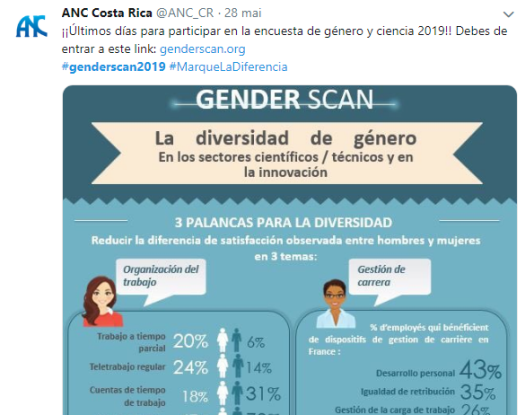 ANC Costa Rica @ANC_CR · 28 mai
ANC
¡¡Últimos días para participar en la encuesta de género y ciencia 2019!! Debes de
entrar a este link: genderscan.org
#genderscan2019 #MarqueLaDiferencia
GENDER SCAN
La diversidad de género
En los sectores científicos / técnicos y en
la innovación
3 PALANCAS PARA LA DIVERSIDAD
Reducir la diferencia de satisfacción observada entre hombres y mujeres
en 3 temas:
Organización del
trabajo
Gestión de
carrera
Trabajo a tiempo
parcial
20% 6%
Teletrabajo regular 24% 14%
Cuentas de tiempo
de trabajo
18% 31%
% d'employés qui bénéficient
de dispositifs de gestion de carrière en
France :
Desarrollo personal 43%
Igualdad de retribución 35%
Gestión de la carga de trabajo 26%